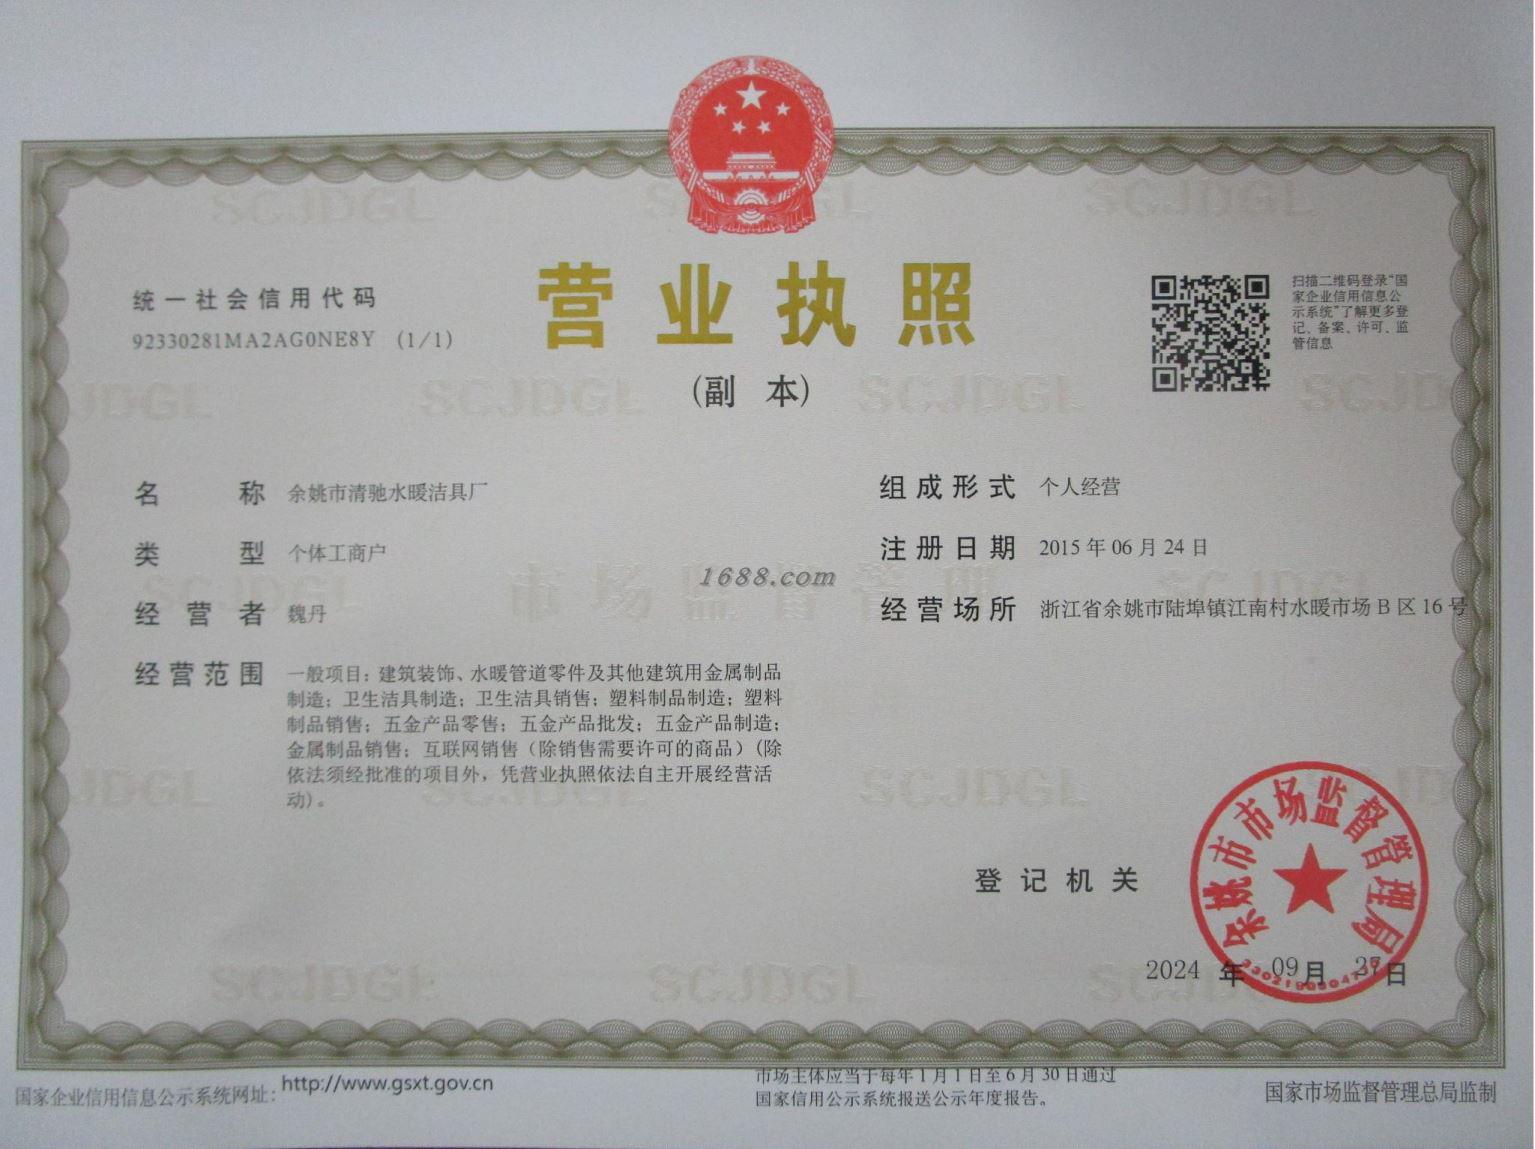 营业执照
(副 本)
统一社会信用代码
92330281MA2AG0NE8Y (1/1)
扫描二维码登录“国
家企业信用信息公
示系统”了解更多登
记、备案、许可、监
管信息
名 称 余姚市清驰水暖洁具厂
类 型 个体工商户
经营者 魏丹
经营范围 一般项目：建筑装饰、水暖管道零件及其他建筑用金属制品
制造；卫生洁具制造；卫生洁具销售；塑料制品制造；塑料
制品销售；五金产品零售；五金产品批发；五金产品制造；
金属制品销售；互联网销售（除销售需要许可的商品）(除
依法须经批准的项目外，凭营业执照依法自主开展经营活
动)。
组成形式 个人经营
注册日期 2015年06月24日
经营场所 浙江省余姚市陆埠镇江南村水暖市场B区16号
1688.com
市场监督管理
SCJDGL
登记机关
余姚市市场监督管理局
2024 年 09月 27日
国家企业信用信息公示系统网址：http://www.gsxt.gov.cn
市场主体应当于每年1月1日至6月30日通过
国家信用公示系统报送公示年度报告。
国家市场监督管理总局监制